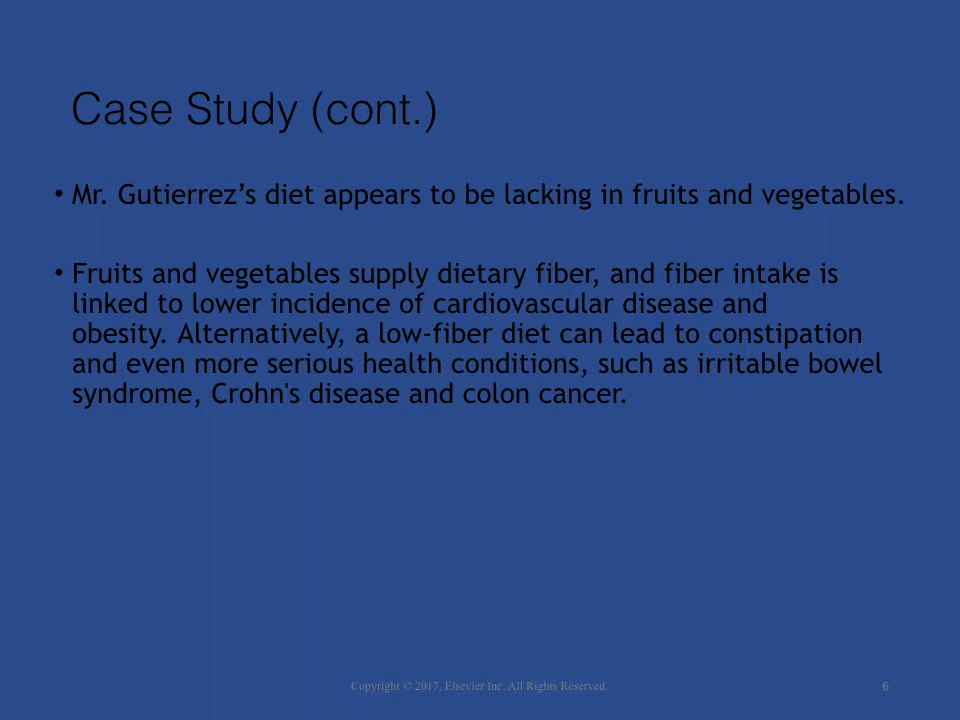 Case Study (cont.)
• Mr. Gutierrez’s diet appears to be lacking in fruits and vegetables.
• Fruits and vegetables supply dietary fiber, and fiber intake is
linked to lower incidence of cardiovascular disease and
obesity. Alternatively, a low-fiber diet can lead to constipation
and even more serious health conditions, such as irritable bowel
syndrome, Crohn's disease and colon cancer.
Copyright © 2017, Elsevier Inc. All Rights Reserved.
6